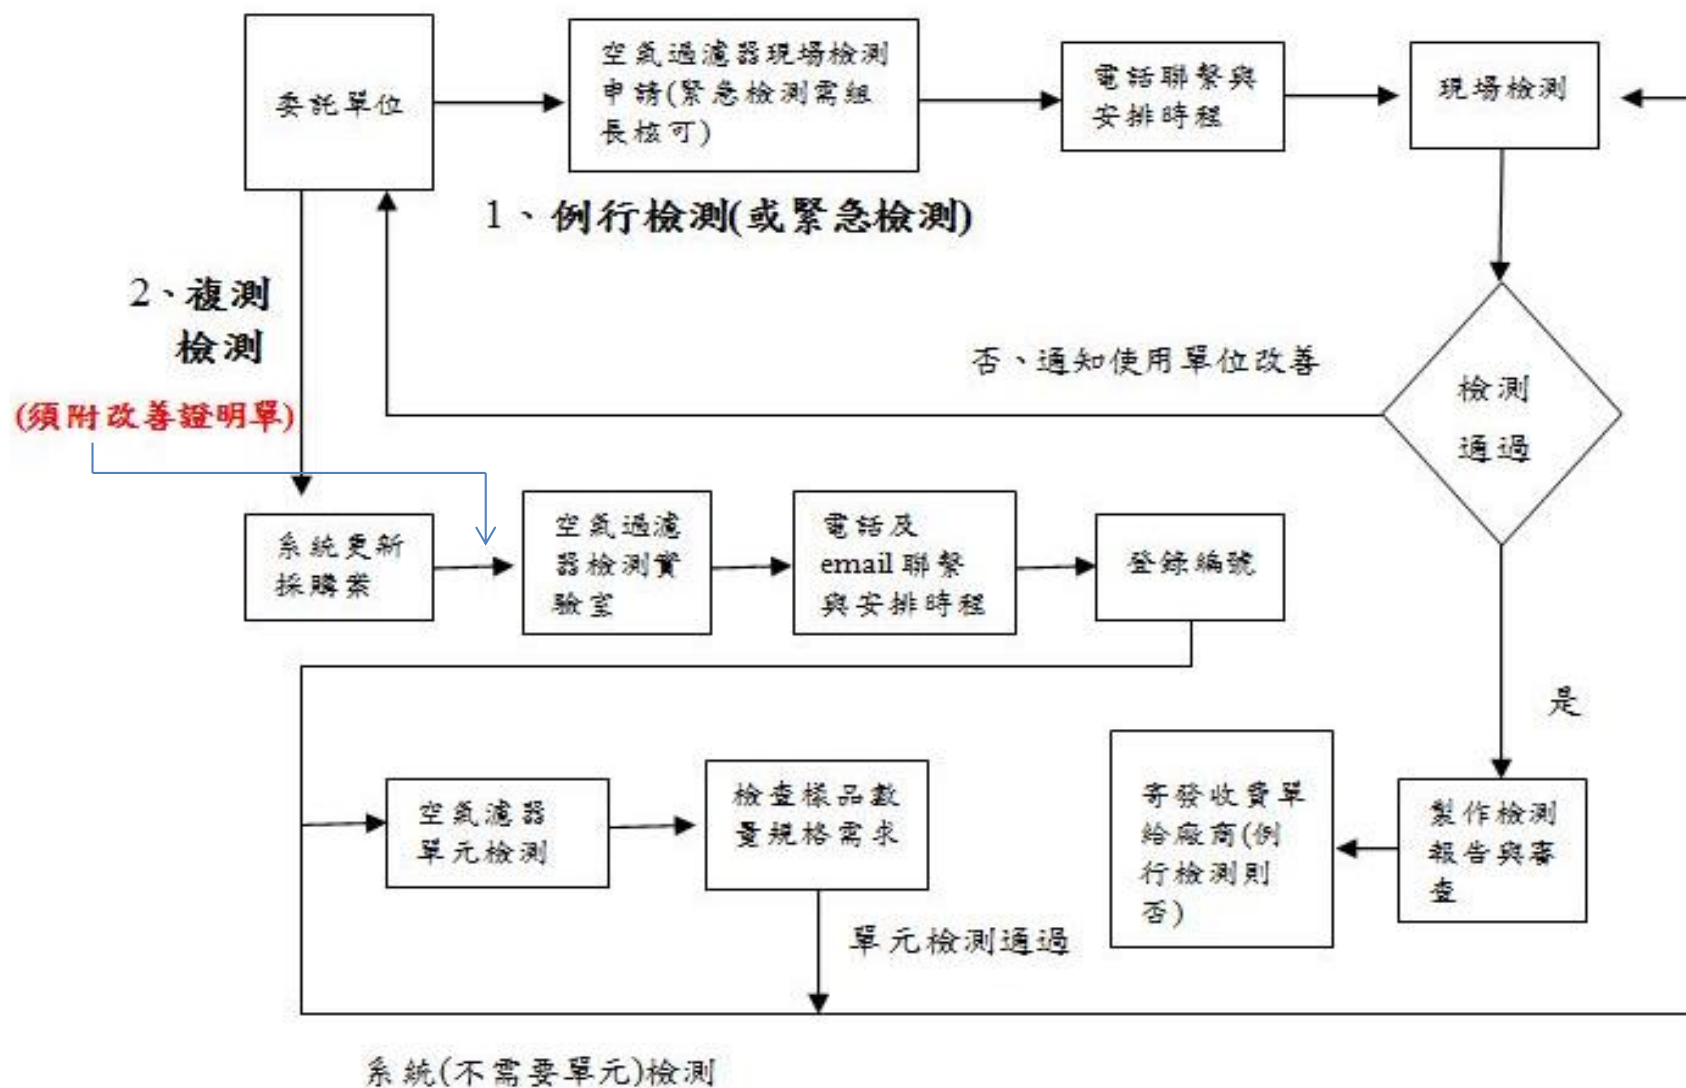 委託單位
空氣過濾器現場檢測
申請(緊急檢測需組
長核可)
電話聯繫與
安排時程
現場檢測
1、例行檢測(或緊急檢測)
2、複測
檢測
(須附改善證明單)
否、通知使用單位改善
檢測
通過
系統更新
採購案
空氣過濾
器檢測實
驗室
電話及
email 聯繫
與安排時程
登錄編號
是
空氣濾器
單元檢測
檢查樣品數
量規格需求
寄發收費單
給廠商(例
行檢測則
否)
製作檢測
報告與審
查
單元檢測通過
系統(不需要單元)檢測